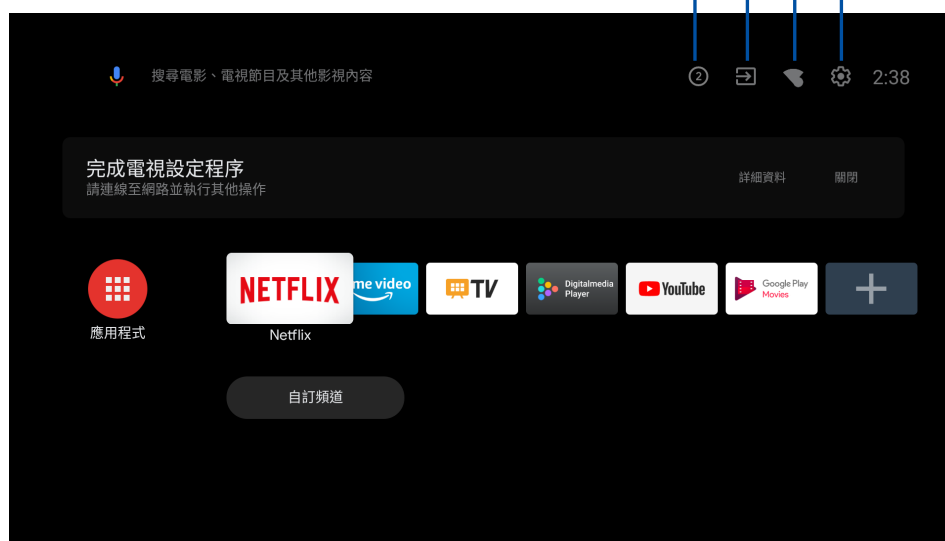 搜尋電影、電視節目及其他影視內容
2
2:38
完成電視設定程序
請連線至網路並執行其他操作
詳細資料
關閉
NETFLIX
me video
TV
Digitalmedia
Player
YouTube
Google Play
Movies
應用程式
Netflix
自訂頻道